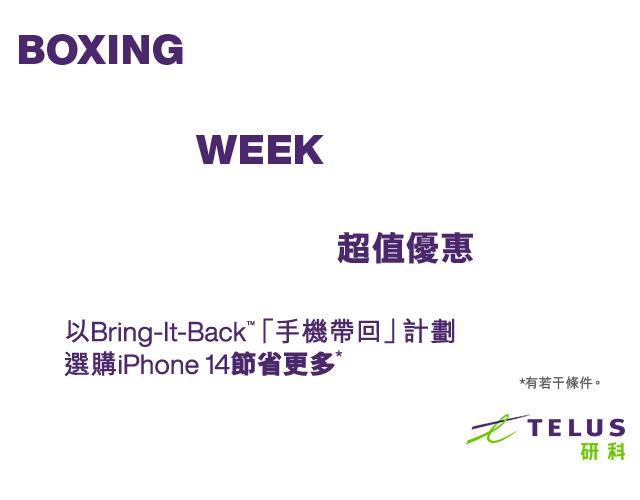 BOXING
WEEK
超值優惠
以Bring-It-Back™「手機帶回」計劃
選購iPhone 14節省更多*
*有若干條件。
TELUS
研科